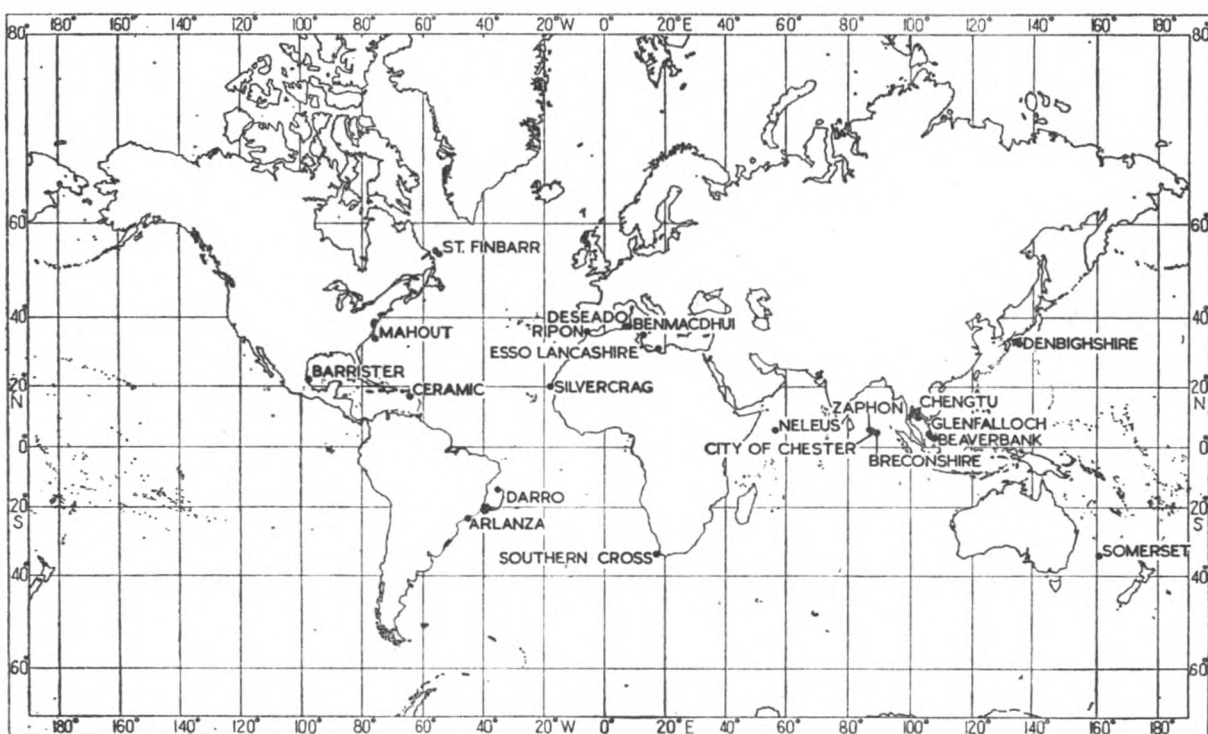 180° 160° 140° 120° 100° 80° 60° 40° 20° W 0° E 20° 40° 60° 80° 100° 120° 140° 160° 180°
80° 80°
60° 60°
ST. FINBARR
40° 40°
DESEADO
BENMACDHUI
MAHOUT
RIPON
DENBIGHSHIRE
ESSO LANCASHIRE
BARRISTER
20° 20°
CERAMIC
SILVERCRAG
N N
ZAPHON
CHENGTU
NELEUS
GLENFALLOCH
CITY OF CHESTER
BEAVERBANK
0° 0°
BRECONSHIRE
DARRO
20° 20°
S S
ARLANZA
SOUTHERN CROSS
SOMERSET
40° 40°
60° 60°
180° 160° 140° 120° 100° 80° 60° 40° 20° W 0° E 20° 40° 60° 80° 100° 120° 140° 160° 180°